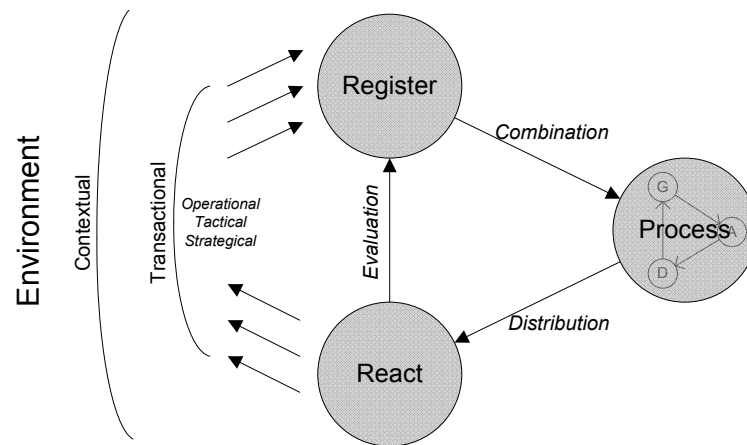 Environment
Contextual
Transactional
Operational
Tactical
Strategical
Register
Combination
G
Process
A
D
Evaluation
Distribution
React